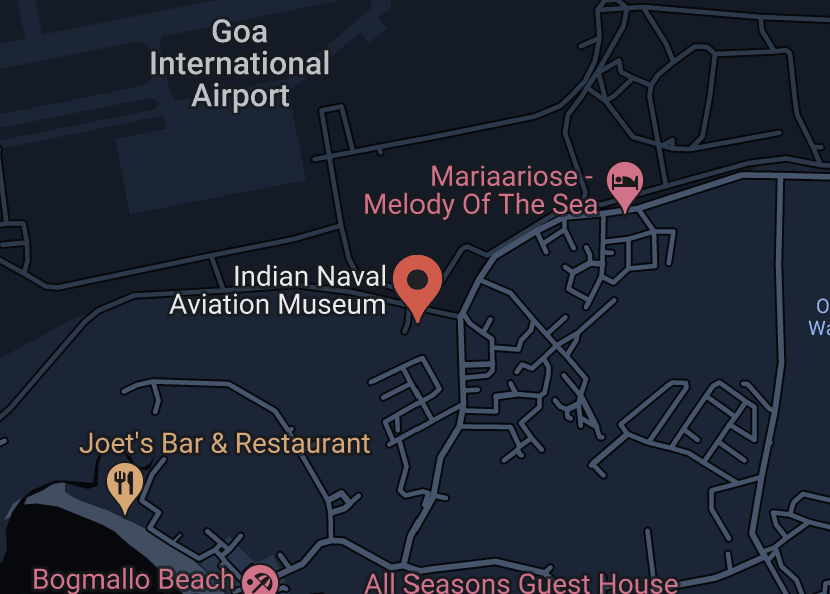 Goa
International
Airport
Mariaariose -
Melody Of The Sea
Indian Naval
Aviation Museum
Joet's Bar & Restaurant
Bogmallo Beach
All Seasons Guest House